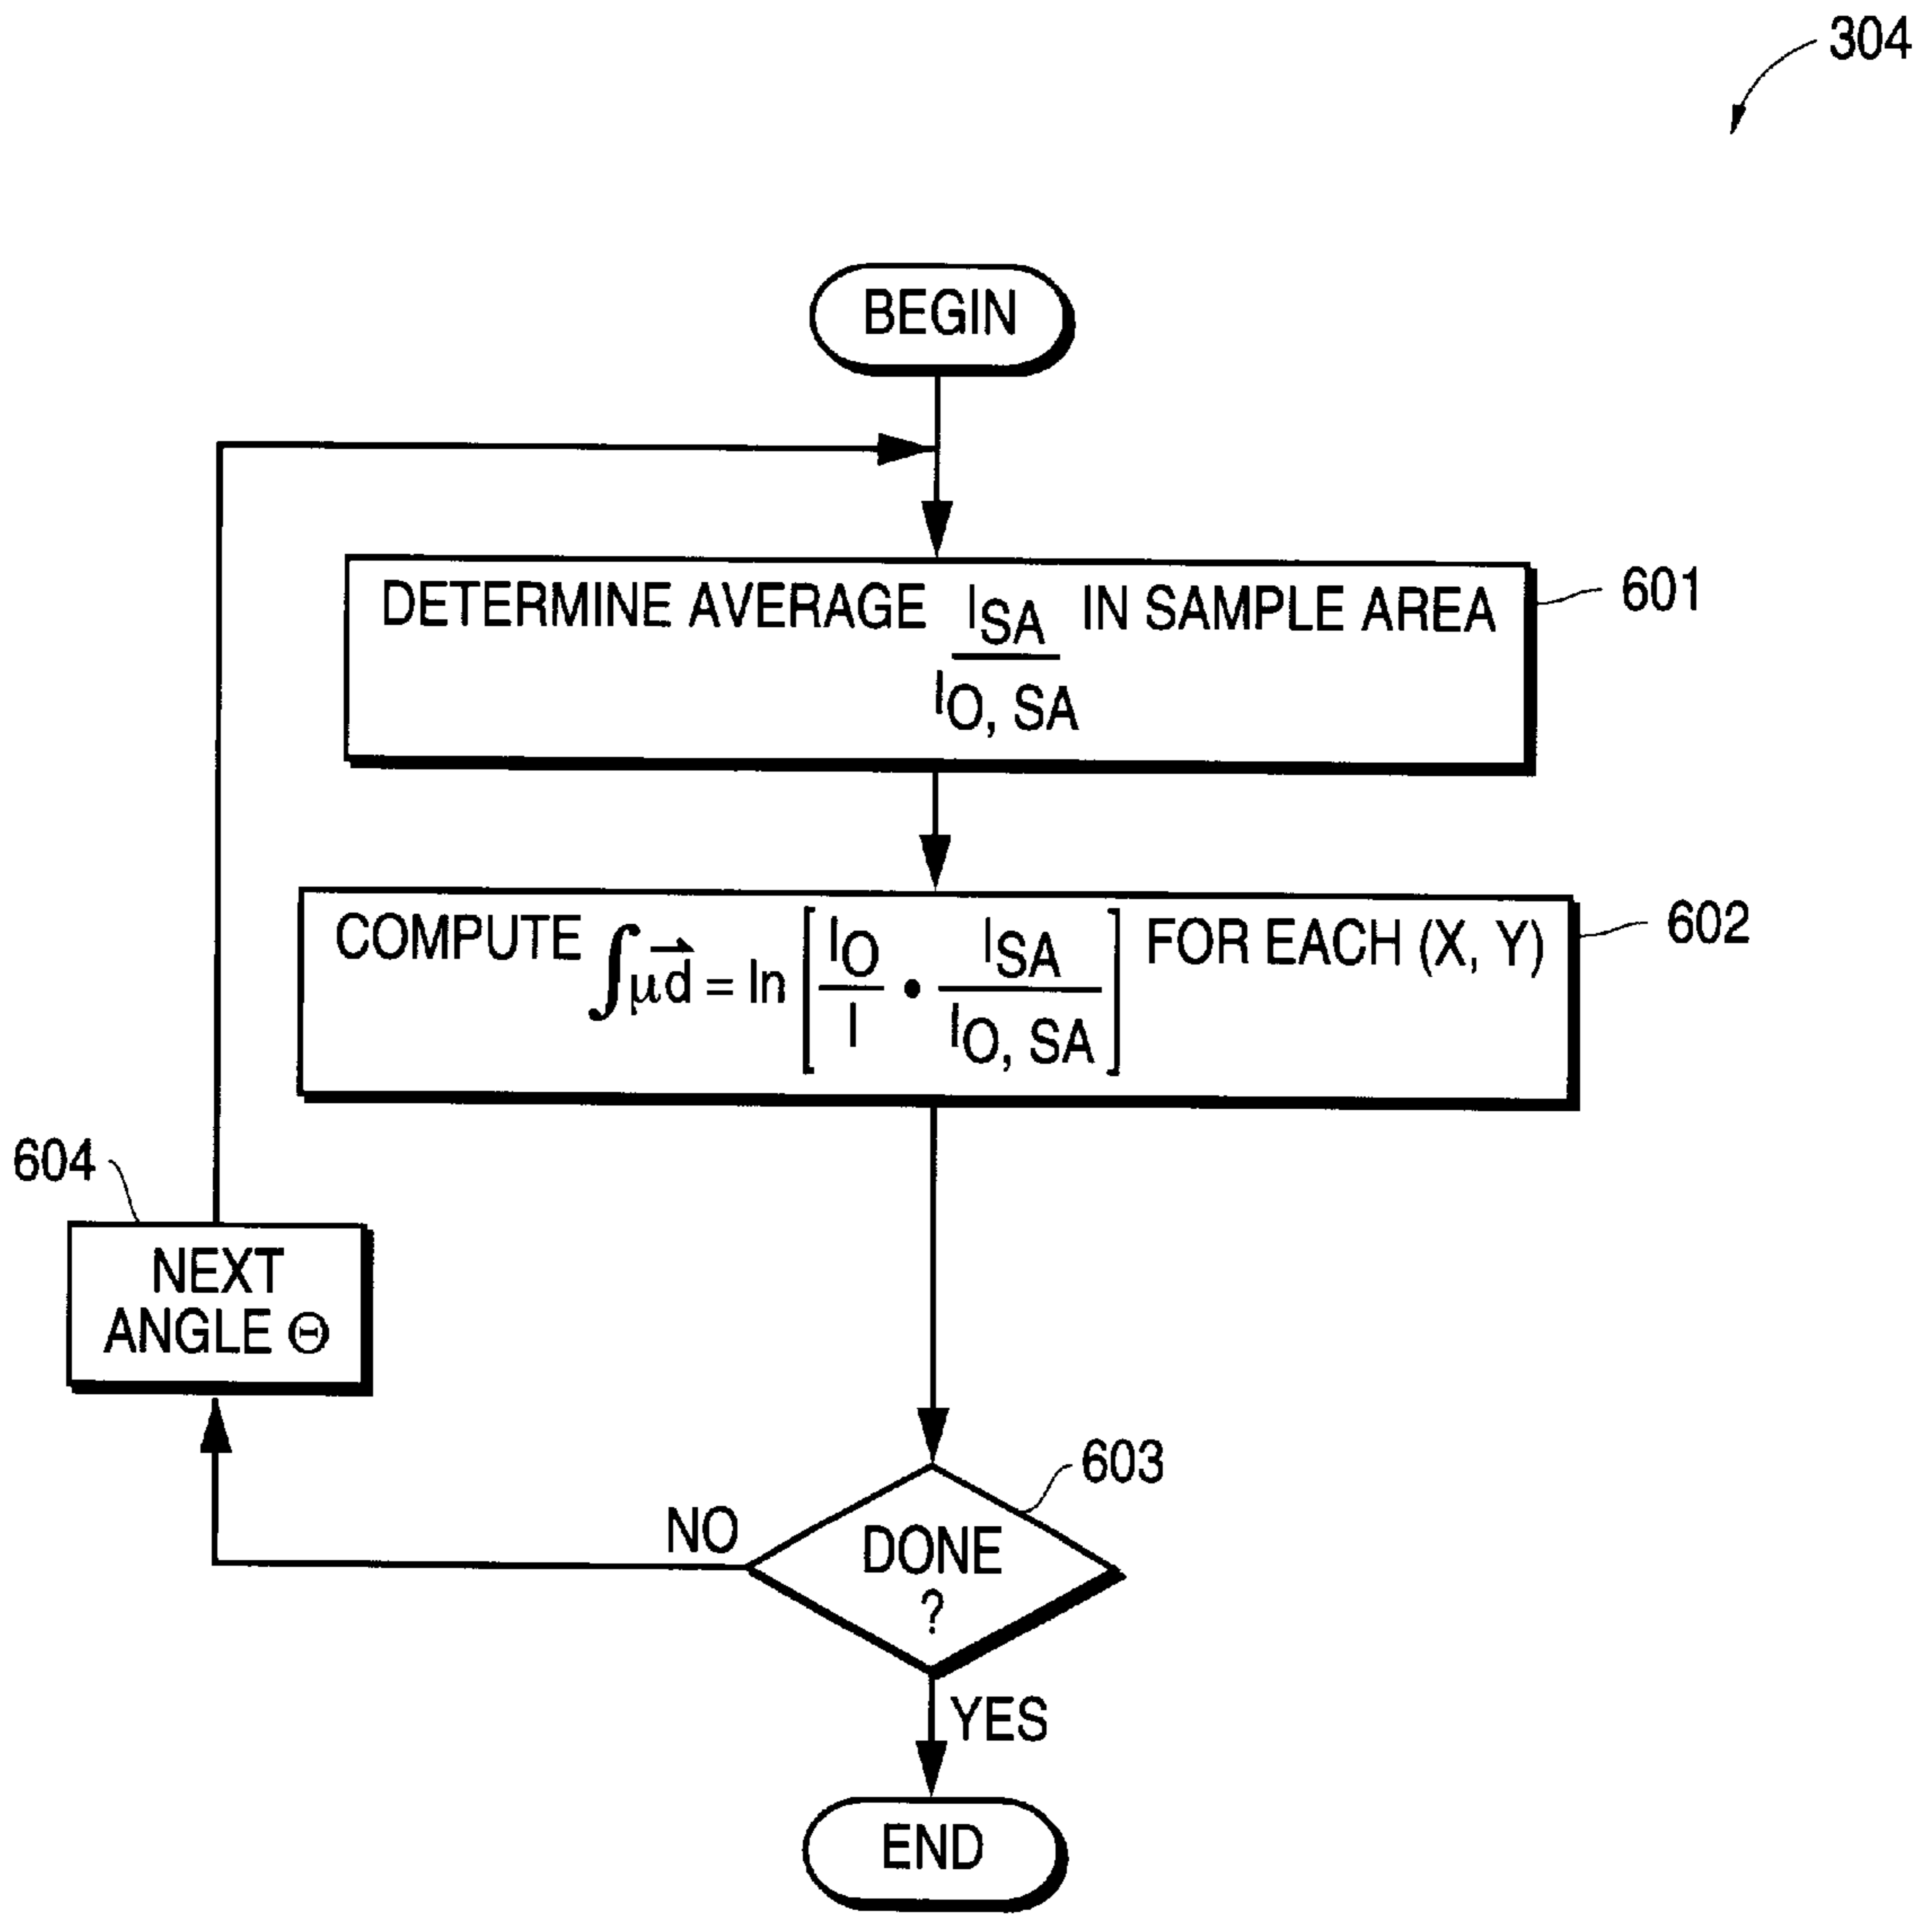 304
BEGIN
DETERMINE AVERAGE I_SA / I_O, SA IN SAMPLE AREA
601
COMPUTE ∫μd⃗ = ln [I_O / I • I_SA / I_O, SA] FOR EACH (X, Y)
602
604
NEXT
ANGLE Θ
603
NO
DONE
?
YES
END